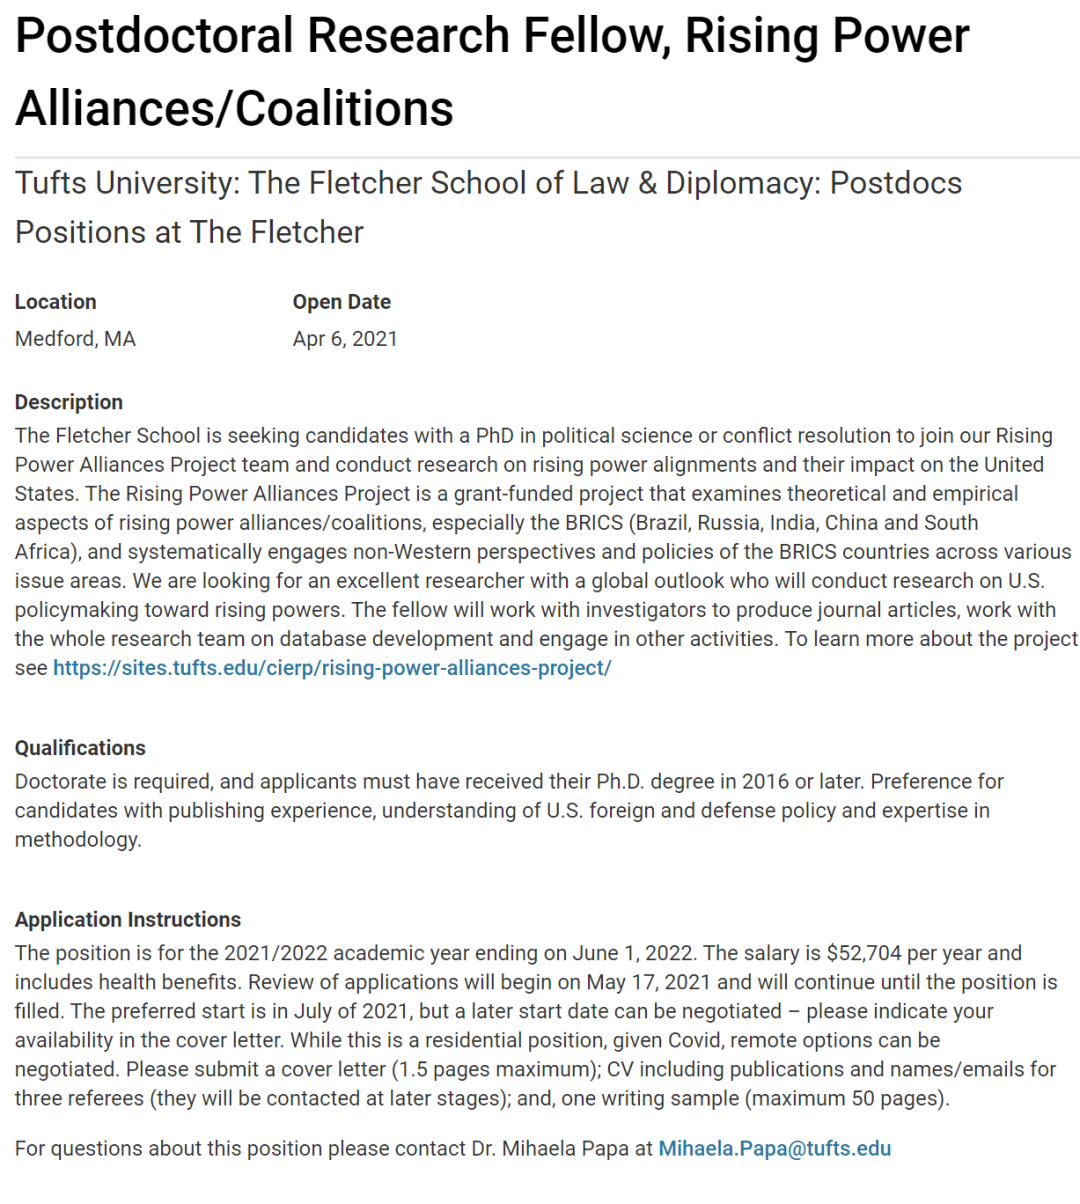 Postdoctoral Research Fellow, Rising Power
Alliances/Coalitions
Tufts University: The Fletcher School of Law & Diplomacy: Postdocs
Positions at The Fletcher
Location
Open Date
Medford, MA
Apr 6, 2021
Description
The Fletcher School is seeking candidates with a PhD in political science or conflict resolution to join our Rising
Power Alliances Project team and conduct research on rising power alignments and their impact on the United
States. The Rising Power Alliances Project is a grant-funded project that examines theoretical and empirical
aspects of rising power alliances/coalitions, especially the BRICS (Brazil, Russia, India, China and South
Africa), and systematically engages non-Western perspectives and policies of the BRICS countries across various
issue areas. We are looking for an excellent researcher with a global outlook who will conduct research on U.S.
policymaking toward rising powers. The fellow will work with investigators to produce journal articles, work with
the whole research team on database development and engage in other activities. To learn more about the project
see https://sites.tufts.edu/cierp/rising-power-alliances-project/
Qualifications
Doctorate is required, and applicants must have received their Ph.D. degree in 2016 or later. Preference for
candidates with publishing experience, understanding of U.S. foreign and defense policy and expertise in
methodology.
Application Instructions
The position is for the 2021/2022 academic year ending on June 1, 2022. The salary is $52,704 per year and
includes health benefits. Review of applications will begin on May 17, 2021 and will continue until the position is
filled. The preferred start is in July of 2021, but a later start date can be negotiated – please indicate your
availability in the cover letter. While this is a residential position, given Covid, remote options can be
negotiated. Please submit a cover letter (1.5 pages maximum); CV including publications and names/emails for
three referees (they will be contacted at later stages); and, one writing sample (maximum 50 pages).
For questions about this position please contact Dr. Mihaela Papa at Mihaela.Papa@tufts.edu